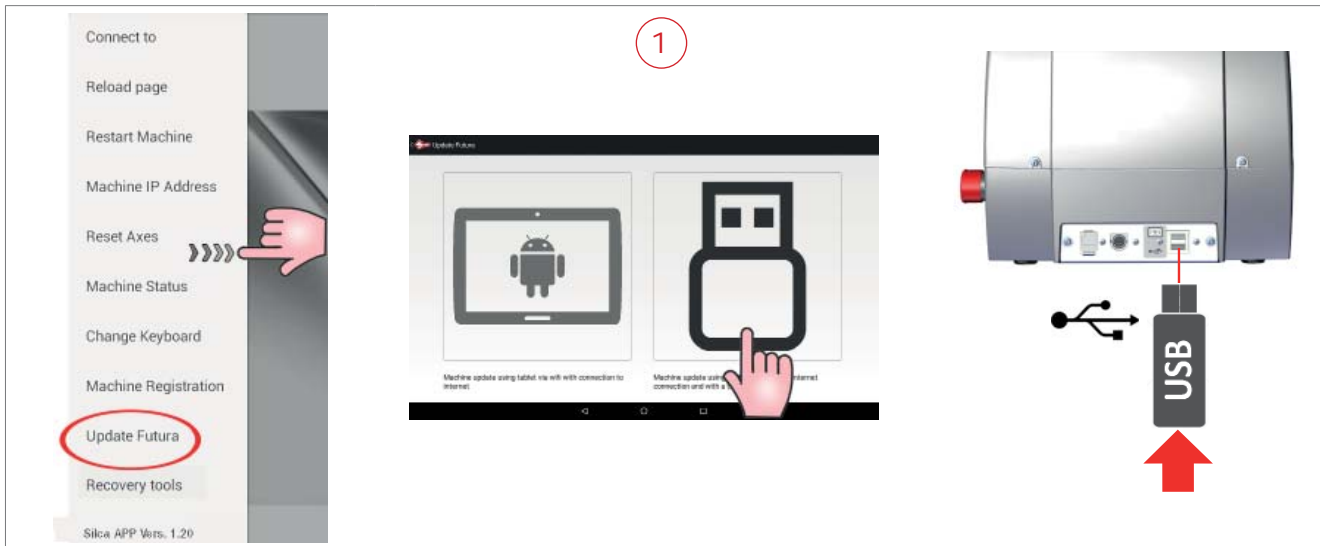 Connect to
Reload page
Restart Machine
Machine IP Address
Reset Axes
Machine Status
Change Keyboard
Machine Registration
Update Futura
Recovery tools
Silca APP Vers. 1.20
1
Update Futura
Machine update using tablet via wifi with connection to
internet
Machine update using internet
connection and with a
USB